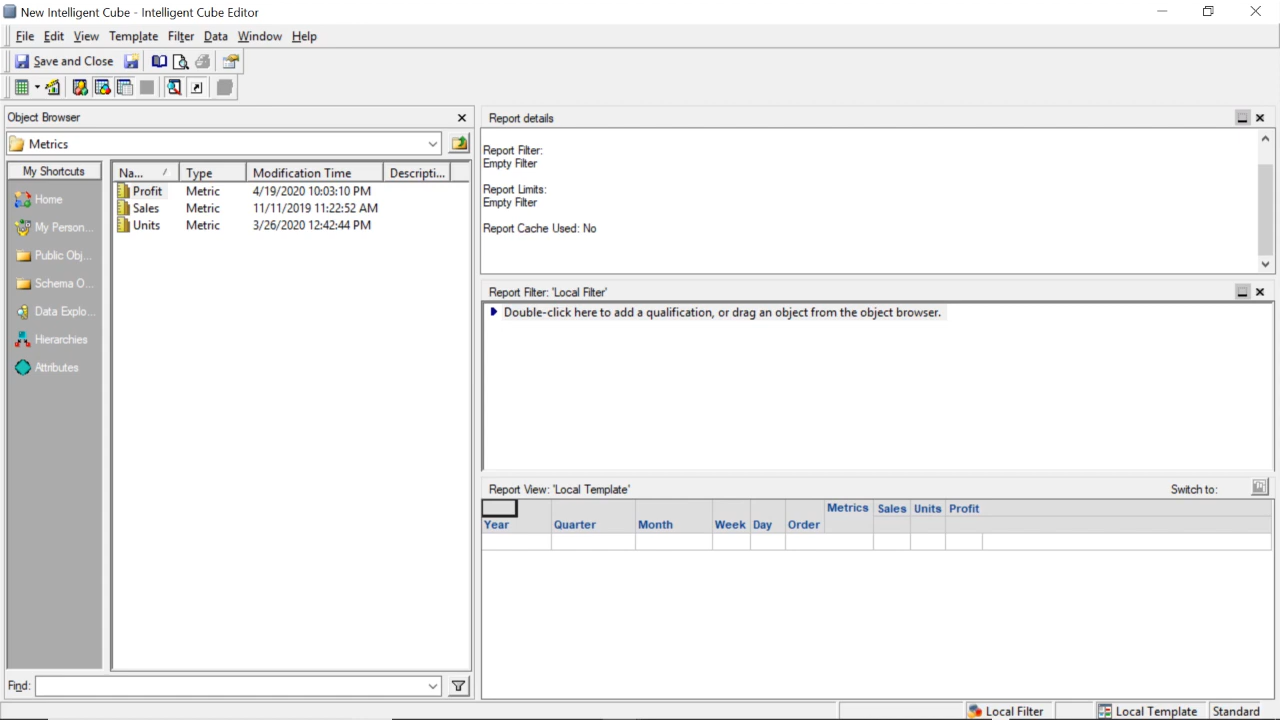 New Intelligent Cube - Intelligent Cube Editor
File Edit View Template Filter Data Window Help
Save and Close
Object Browser
Metrics
My Shortcuts
Home
My Person...
Public Obj...
Schema O...
Data Explo...
Hierarchies
Attributes
Na... Type Modification Time Descripti...
Profit Metric 4/19/2020 10:03:10 PM
Sales Metric 11/11/2019 11:22:52 AM
Units Metric 3/26/2020 12:42:44 PM
Find:
Report details
Report Filter:
Empty Filter
Report Limits:
Empty Filter
Report Cache Used: No
Report Filter: 'Local Filter'
Double-click here to add a qualification, or drag an object from the object browser.
Report View: 'Local Template' Switch to:
Metrics Sales Units Profit
Year Quarter Month Week Day Order
Local Filter Local Template Standard